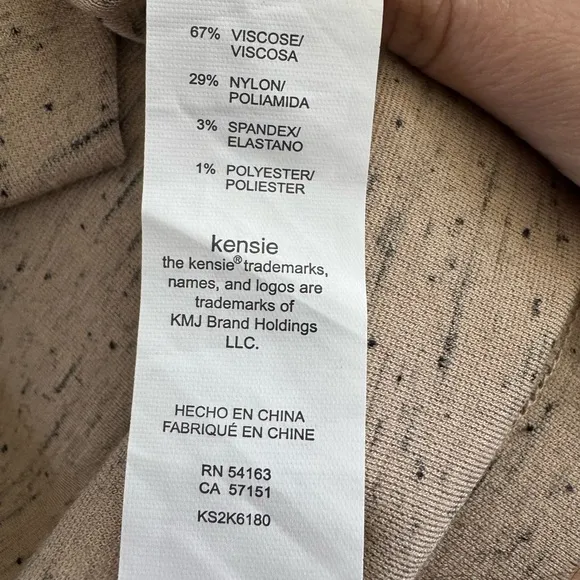 67% VISCOSE/
VISCOSA
29% NYLON/
POLIAMIDA
3% SPANDEX/
ELASTANO
1% POLYESTER/
POLIESTER
kensie
the kensie® trademarks,
names, and logos are
trademarks of
KMJ Brand Holdings
LLC.
HECHO EN CHINA
FABRIQUÉ EN CHINE
RN 54163
CA 57151
KS2K6180